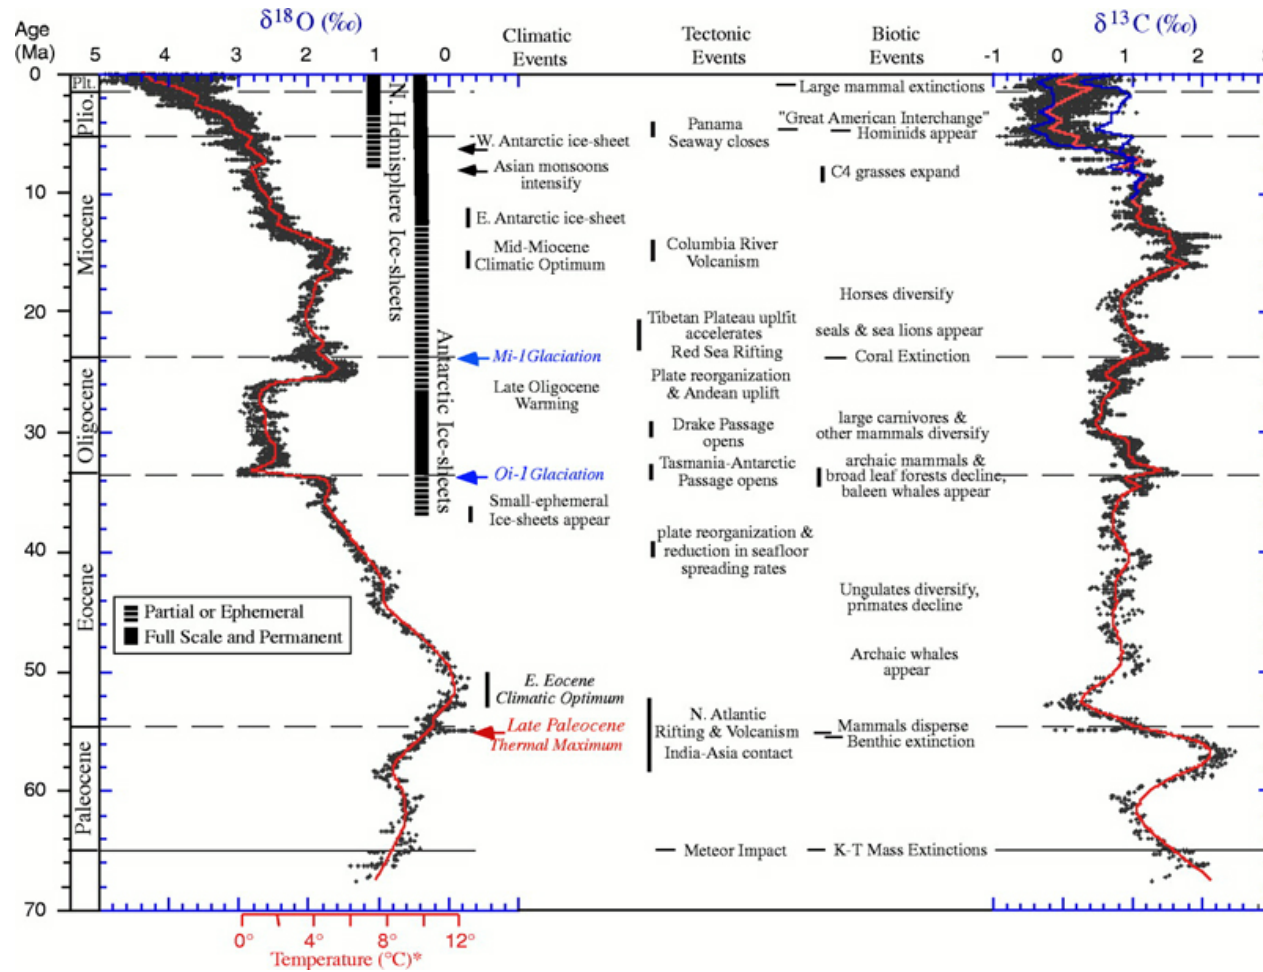 Age
(Ma)
δ18O (‰)
5 4 3 2 1 0
Climatic
Events
Tectonic
Events
Biotic
Events
δ13C (‰)
-1 0 1 2
0
10
20
30
40
50
60
70
Plt.
Plio.
Miocene
Oligocene
Eocene
Paleocene
N. Hemisphere Ice-sheets
Antarctic Ice-sheets
Partial or Ephemeral
Full Scale and Permanent
W. Antarctic ice-sheet
Asian monsoons
intensify
E. Antarctic ice-sheet
Mid-Miocene
Climatic Optimum
Mi-1Glaciation
Late Oligocene
Warming
Oi-1Glaciation
Small-ephemeral
Ice-sheets appear
E. Eocene
Climatic Optimum
Late Paleocene
Thermal Maximum
Panama
Seaway closes
Columbia River
Volcanism
Tibetan Plateau uplfit
accelerates
Red Sea Rifting
Plate reorganization
& Andean uplift
Drake Passage
opens
Tasmania-Antarctic
Passage opens
plate reorganization &
reduction in seafloor
spreading rates
N. Atlantic
Rifting & Volcanism
India-Asia contact
Meteor Impact
Large mammal extinctions
"Great American Interchange"
Hominids appear
C4 grasses expand
Horses diversify
seals & sea lions appear
Coral Extinction
large carnivores &
other mammals diversify
archaic mammals &
broad leaf forests decline,
baleen whales appear
Ungulates diversify,
primates decline
Archaic whales
appear
Mammals disperse
Benthic extinction
K-T Mass Extinctions
0° 4° 8° 12°
Temperature (°C)*